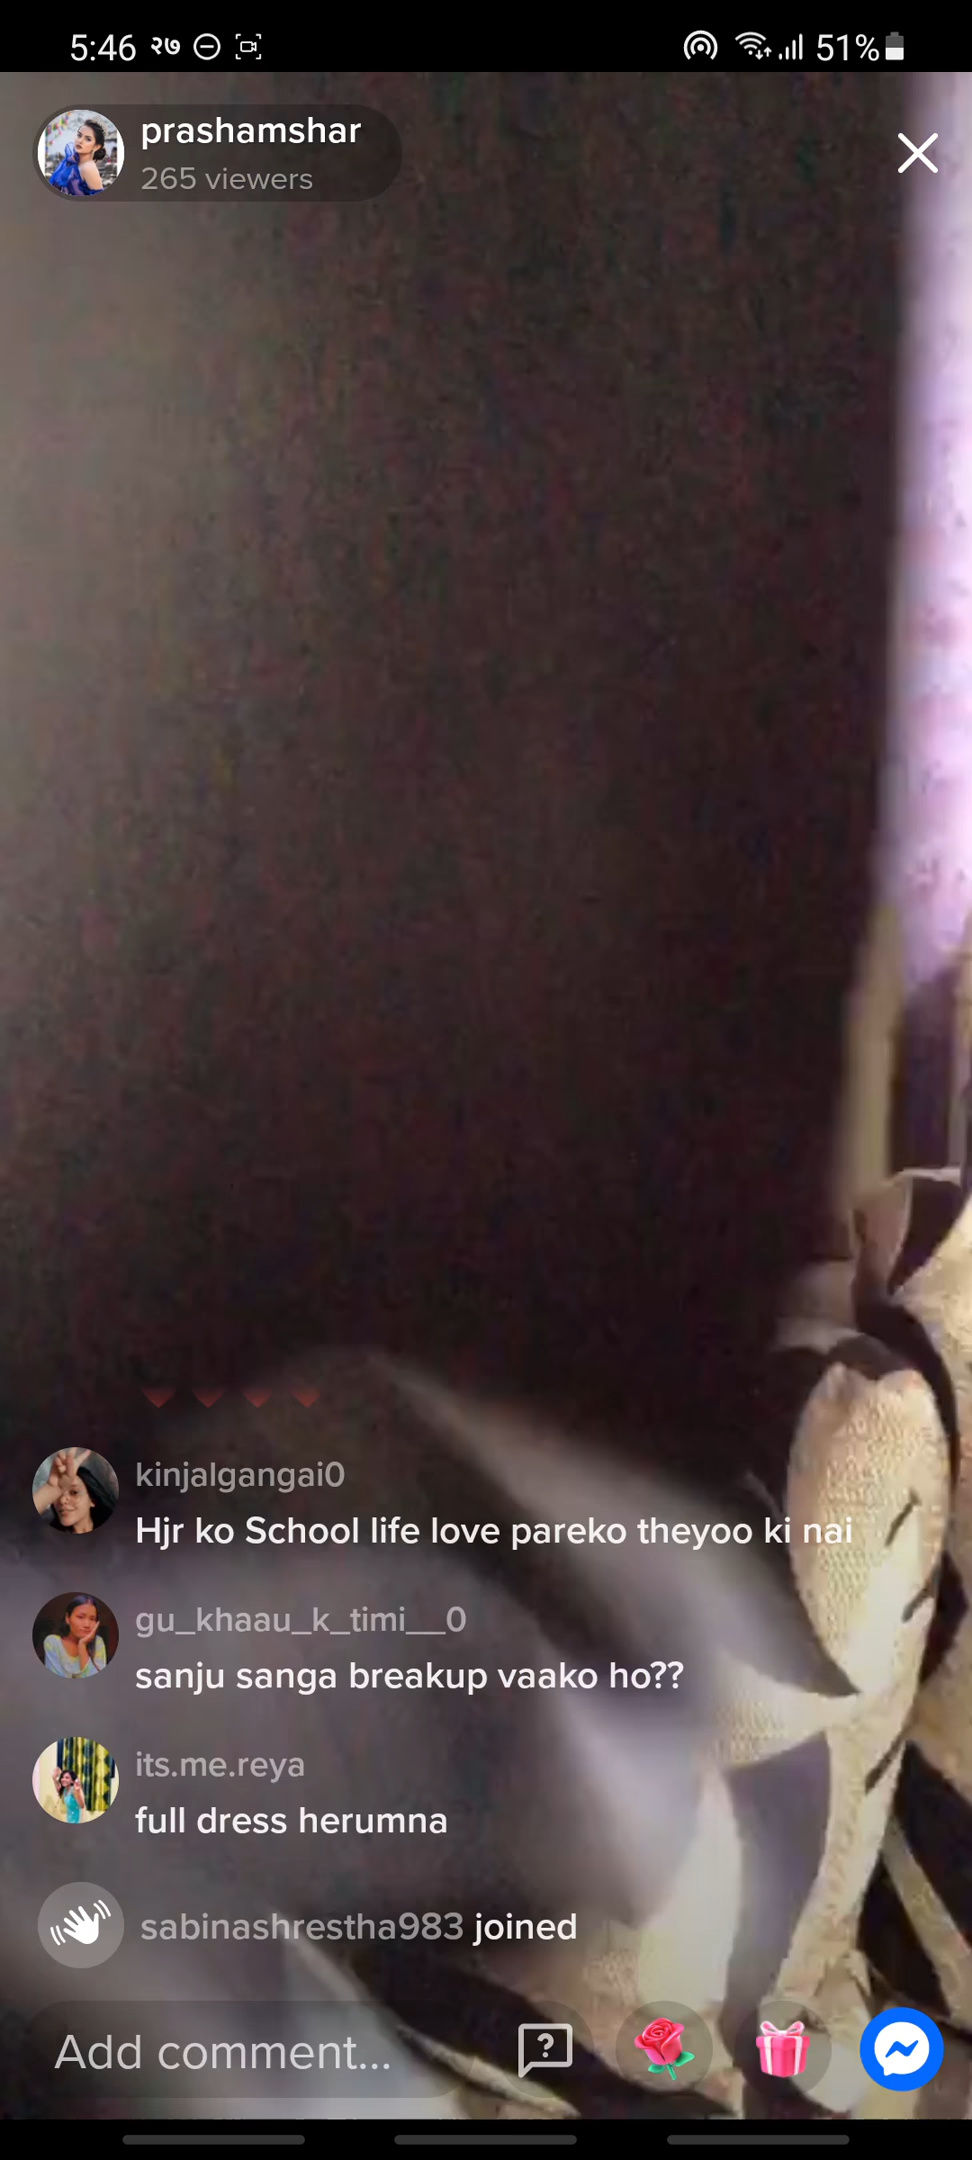 5:46 २७ 51%
prashamshar
265 viewers
kinjalgangai0
Hjr ko School life love pareko theyoo ki nai
gu_khaau_k_timi__0
sanju sanga breakup vaako ho??
its.me.reya
full dress herumna
sabinashrestha983 joined
Add comment...